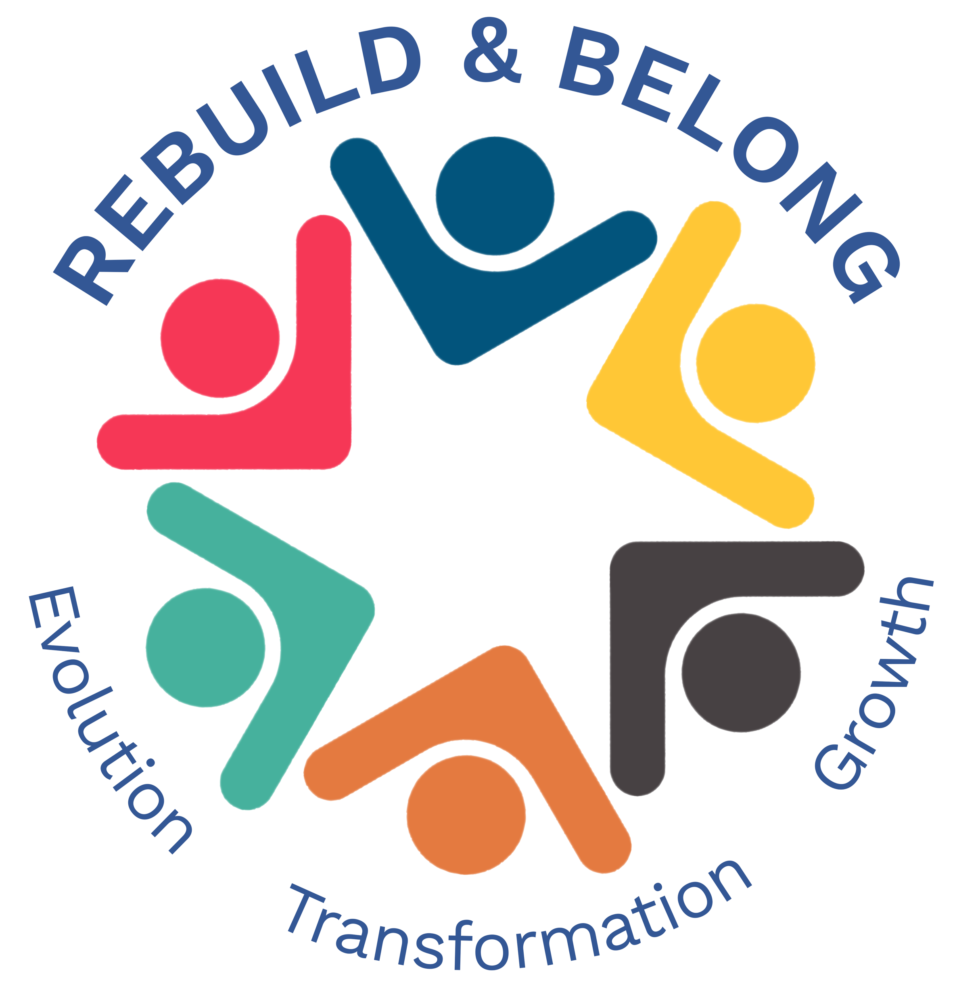 REBUILD & BELONG
Evolution
Transformation
Growth